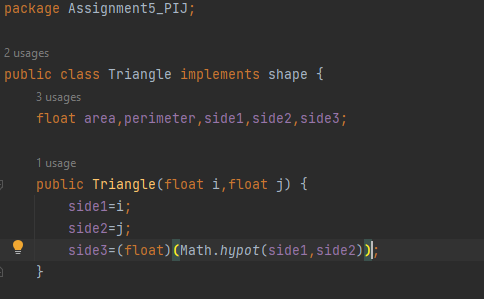 package Assignment5_PIJ;
2 usages
public class Triangle implements shape {
3 usages
float area,perimeter,side1,side2,side3;
1 usage
public Triangle(float i,float j) {
side1=i;
side2=j;
side3=(float)(Math.hypot(side1,side2));
}